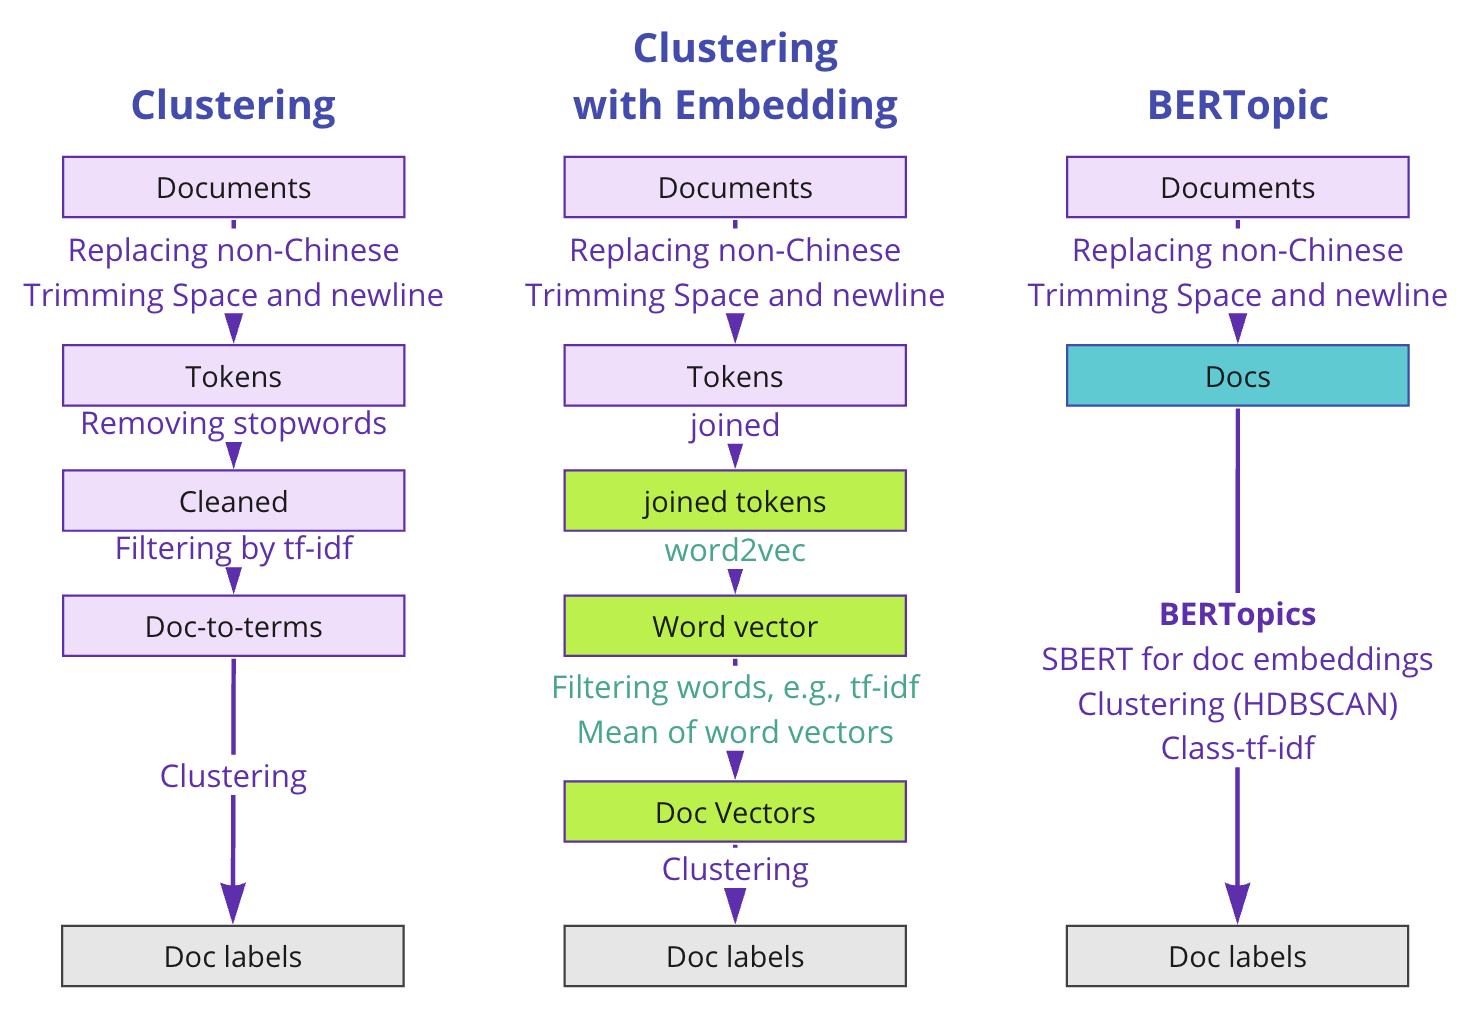 Clustering
Documents
Replacing non-Chinese
Trimming Space and newline
Tokens
Removing stopwords
Cleaned
Filtering by tf-idf
Doc-to-terms
Clustering
Doc labels
Clustering
with Embedding
Documents
Replacing non-Chinese
Trimming Space and newline
Tokens
joined
joined tokens
word2vec
Word vector
Filtering words, e.g., tf-idf
Mean of word vectors
Doc Vectors
Clustering
Doc labels
BERTopic
Documents
Replacing non-Chinese
Trimming Space and newline
Docs
BERTopics
SBERT for doc embeddings
Clustering (HDBSCAN)
Class-tf-idf
Doc labels